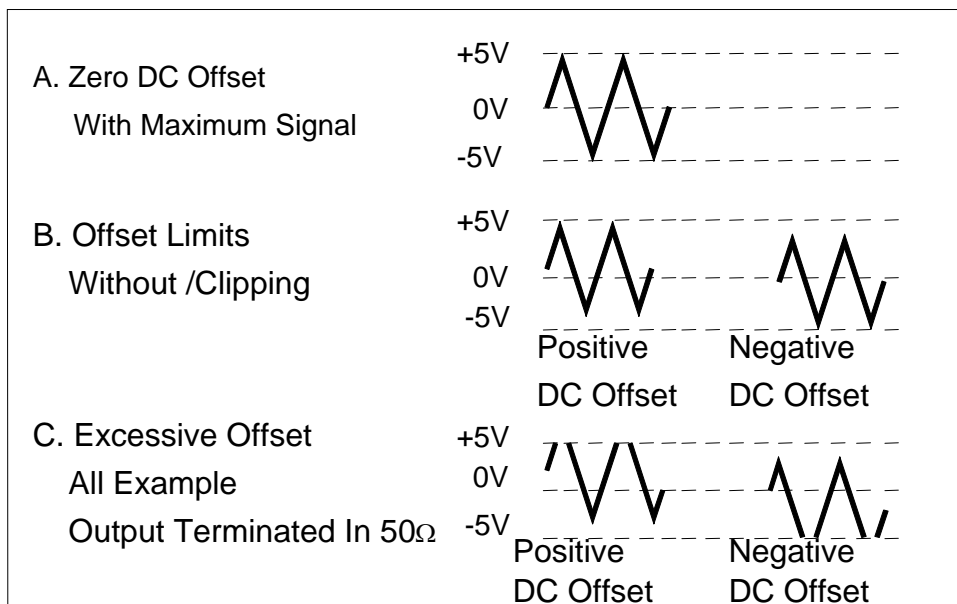 A. Zero DC Offset
With Maximum Signal
+5V
0V
-5V
B. Offset Limits
Without /Clipping
+5V
0V
-5V
Positive
DC Offset
Negative
DC Offset
C. Excessive Offset
All Example
Output Terminated In 50Ω
+5V
0V
-5V
Positive
DC Offset
Negative
DC Offset